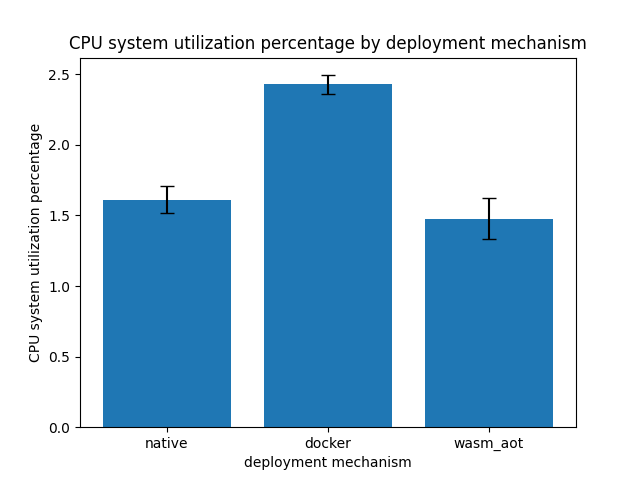 CPU system utilization percentage by deployment mechanism
CPU system utilization percentage
2.5
2.0
1.5
1.0
0.5
0.0
native docker wasm_aot
deployment mechanism